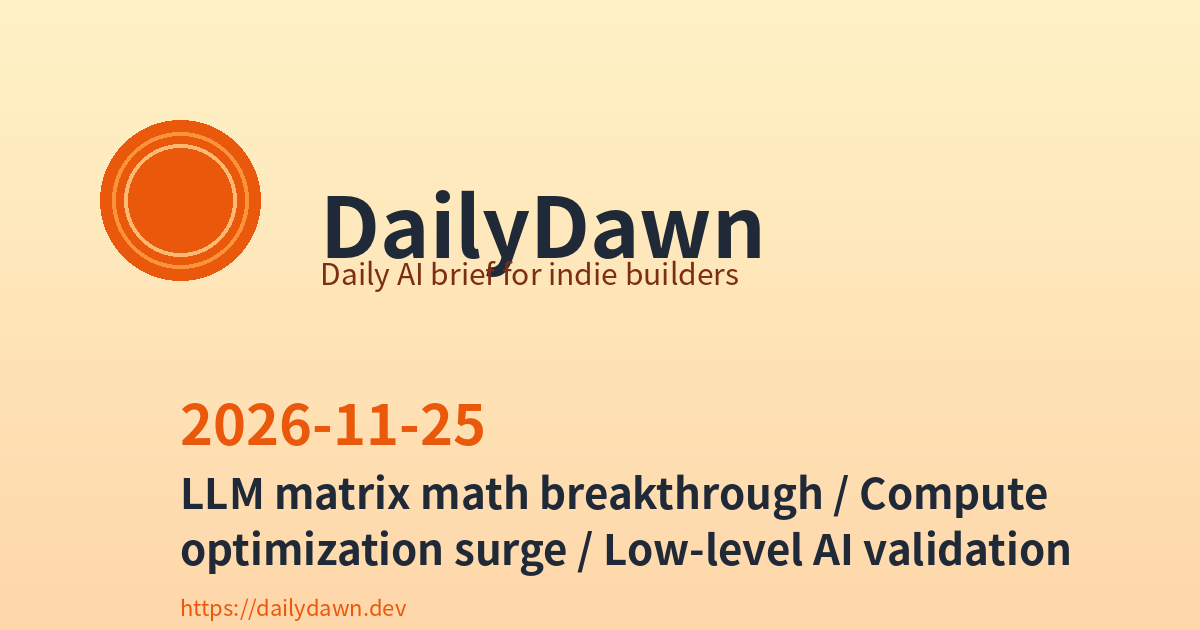 DailyDawn
Daily AI brief for indie builders
2026-11-25
LLM matrix math breakthrough / Compute
optimization surge / Low-level AI validation
https://dailydawn.dev